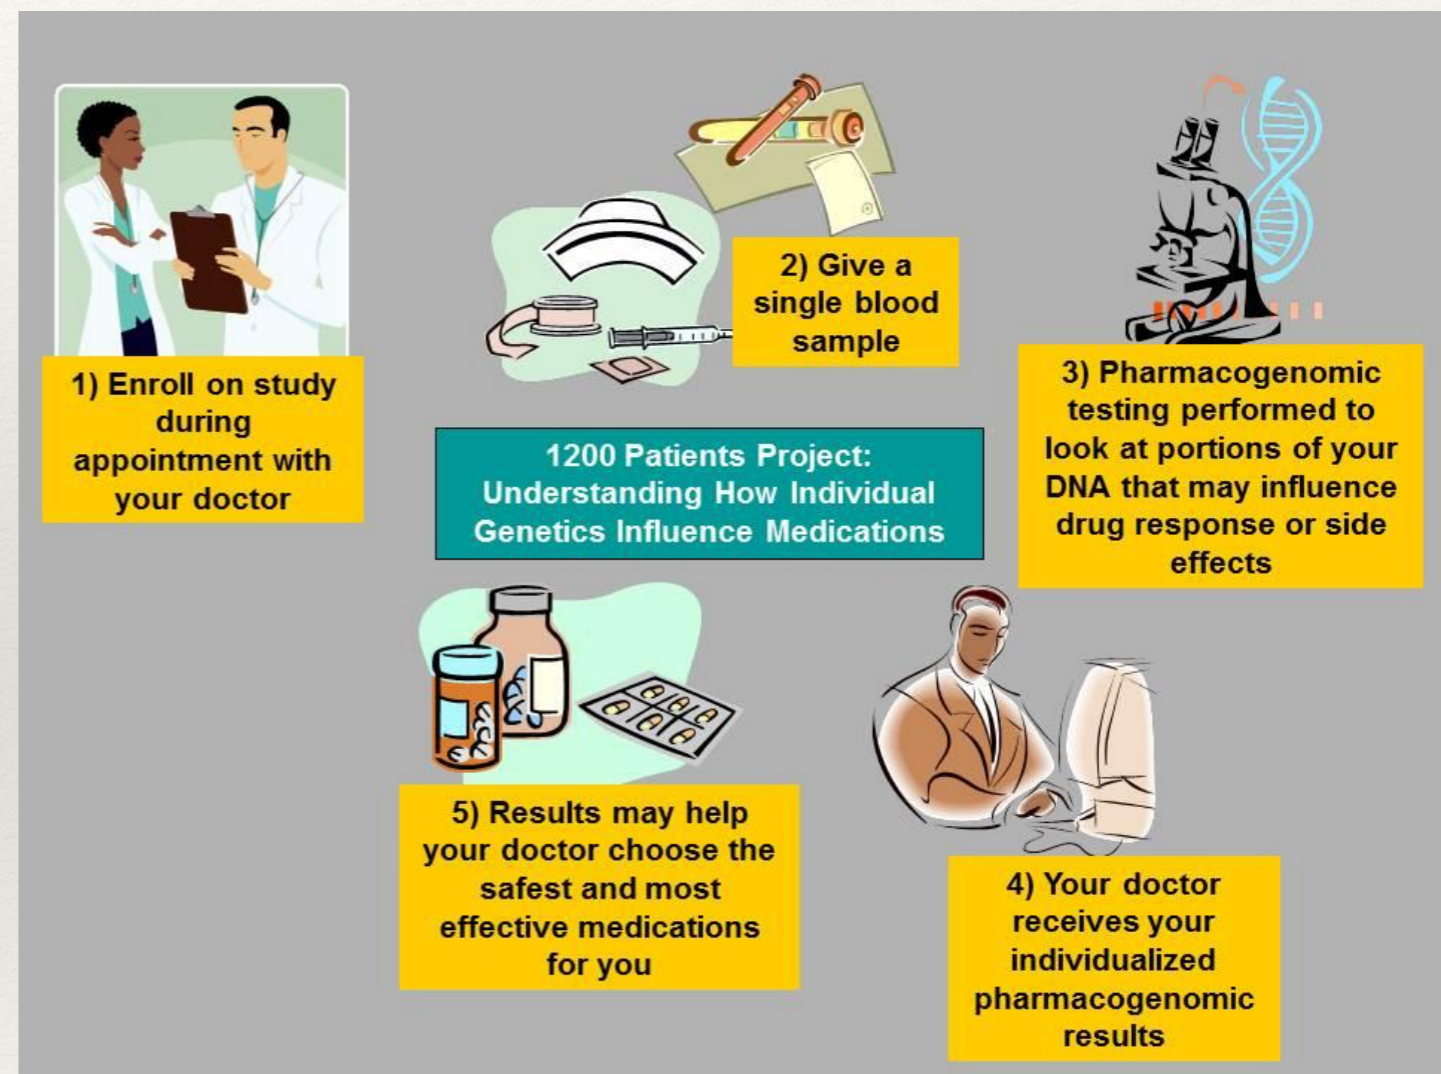 1) Enroll on study
during
appointment with
your doctor
2) Give a
single blood
sample
3) Pharmacogenomic
testing performed to
look at portions of your
DNA that may influence
drug response or side
effects
1200 Patients Project:
Understanding How Individual
Genetics Influence Medications
4) Your doctor
receives your
individualized
pharmacogenomic
results
5) Results may help
your doctor choose the
safest and most
effective medications
for you